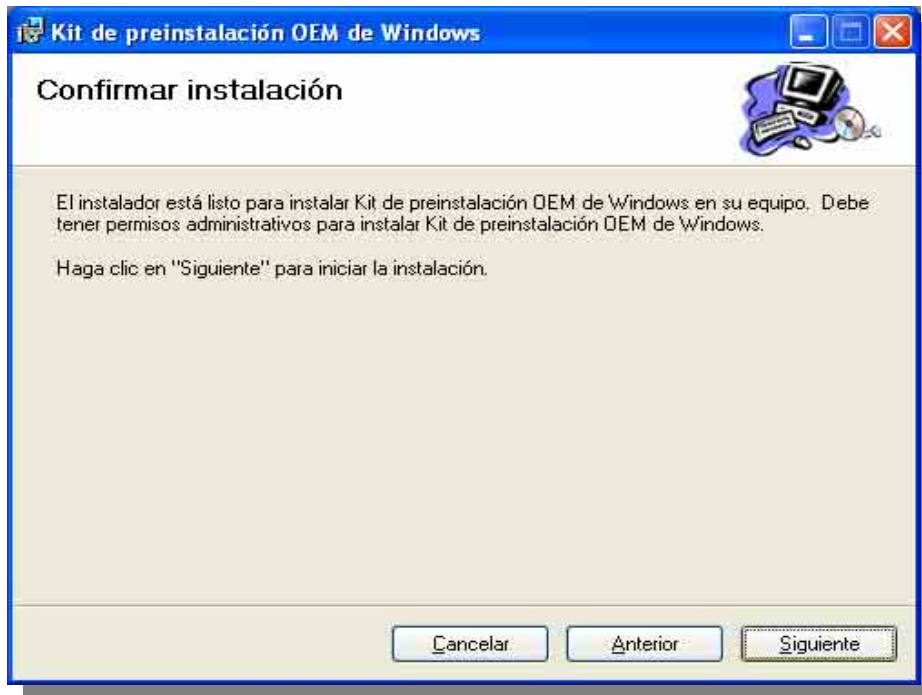 Kit de preinstalación OEM de Windows
Confirmar instalación
El instalador está listo para instalar Kit de preinstalación OEM de Windows en su equipo.  Debe
tener permisos administrativos para instalar Kit de preinstalación OEM de Windows.
Haga clic en "Siguiente" para iniciar la instalación.
Cancelar
Anterior
Siguiente